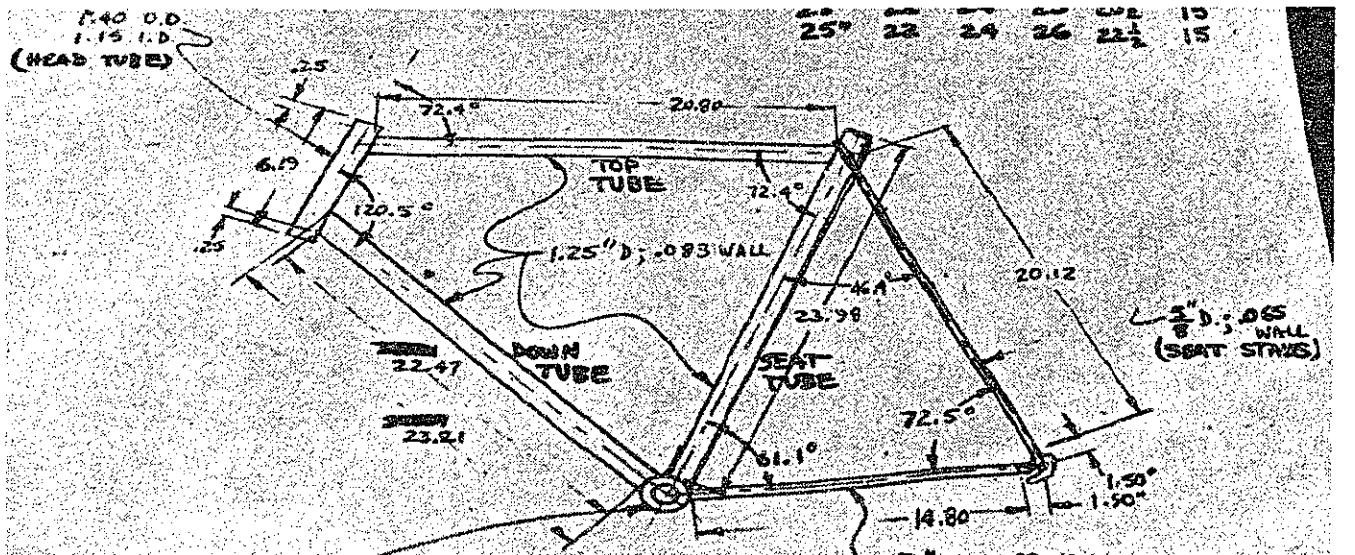 1.40 O.D.
1.15 I.D.
(HEAD TUBE)
25" 22 24 26 22½ 15
.25
72.4°
20.80
6.19
TOP
TUBE
72.4°
120.5°
.25
1.25"D; .083 WALL
20.12
23.98
5/8" D.; .065
WALL
(SEAT STAYS)
22.47
DOWN
TUBE
SEAT
TUBE
23.21
72.5°
61.1°
1.50"
1.50"
14.80